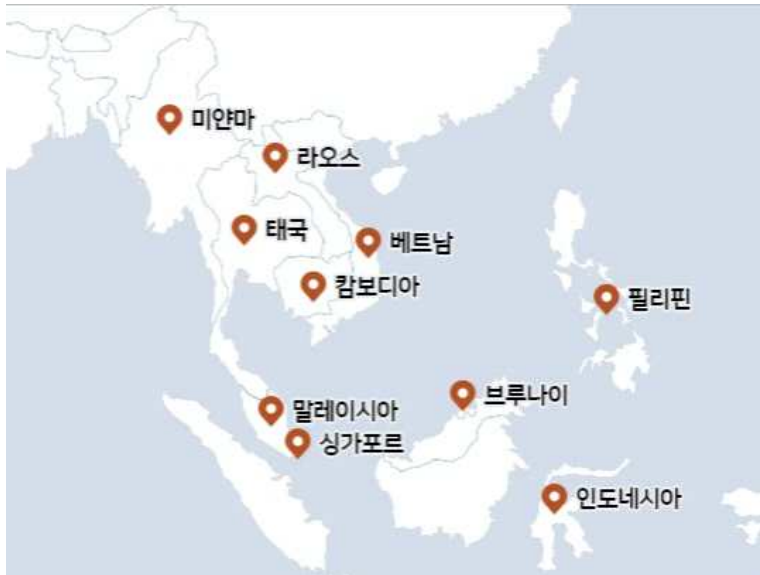 미얀마
라오스
태국
베트남
캄보디아
필리핀
브루나이
말레이시아
싱가포르
인도네시아